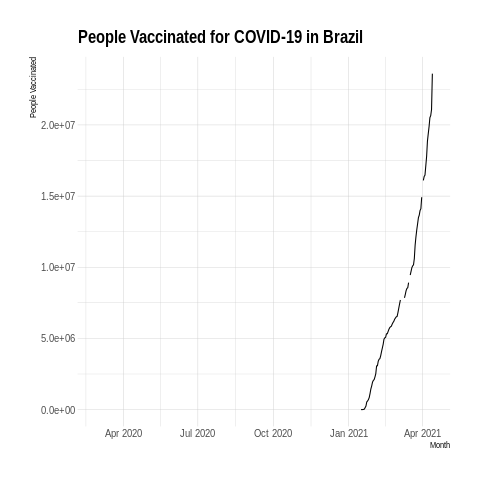 People Vaccinated for COVID-19 in Brazil
People Vaccinated
2.0e+07
1.5e+07
1.0e+07
5.0e+06
0.0e+00
Apr 2020 Jul 2020 Oct 2020 Jan 2021 Apr 2021
Month